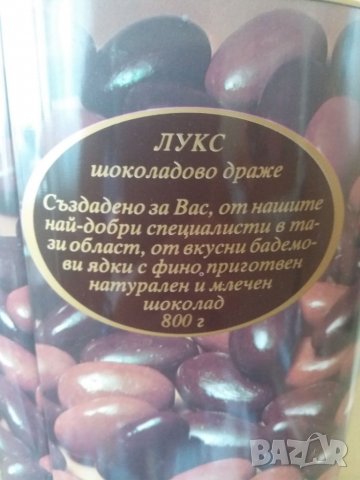 ЛУКС
шоколадово драже
Създадено за Вас, от нашите
най-добри специалисти в та-
зи област, от вкусни бадемо-
ви ядки с фино приготвен
натурален и млечен
шоколад
800 г
BAZAR